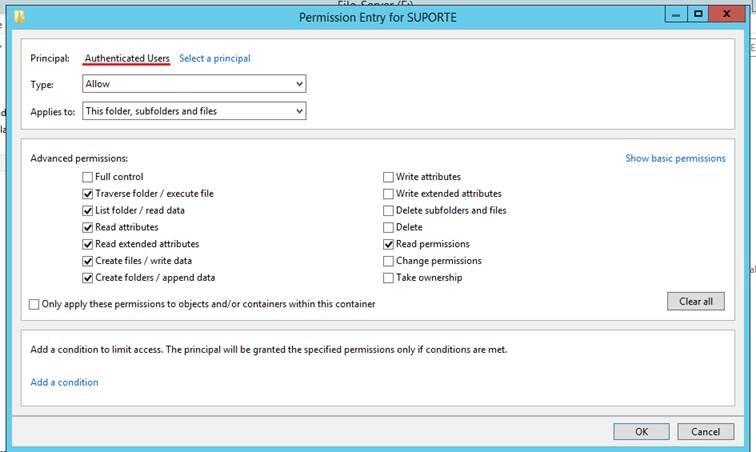 Permission Entry for SUPORTE
Principal: Authenticated Users Select a principal
Type: Allow
Applies to: This folder, subfolders and files
Advanced permissions: Show basic permissions
Full control Write attributes
Traverse folder / execute file Write extended attributes
List folder / read data Delete subfolders and files
Read attributes Delete
Read extended attributes Read permissions
Create files / write data Change permissions
Create folders / append data Take ownership
Only apply these permissions to objects and/or containers within this container Clear all
Add a condition to limit access. The principal will be granted the specified permissions only if conditions are met.
Add a condition
OK Cancel